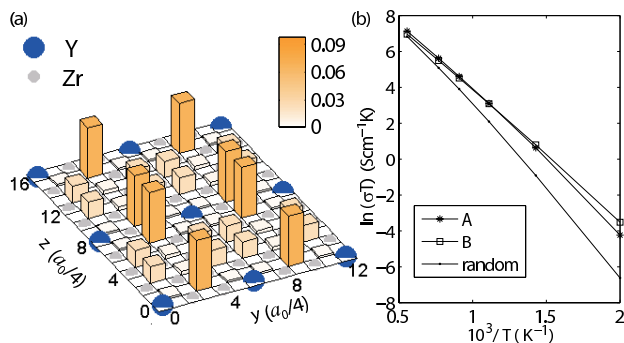 (a)
Y
Zr
0.09
0.06
0.03
0
16
12
8
4
0
z (a₀/4)
0
4
8
12
y (a₀/4)
(b)
8
6
4
2
0
−2
−4
−6
−8
ln (σT) (Scm⁻¹K)
A
B
random
0.5
1
1.5
2
10³/T (K⁻¹)